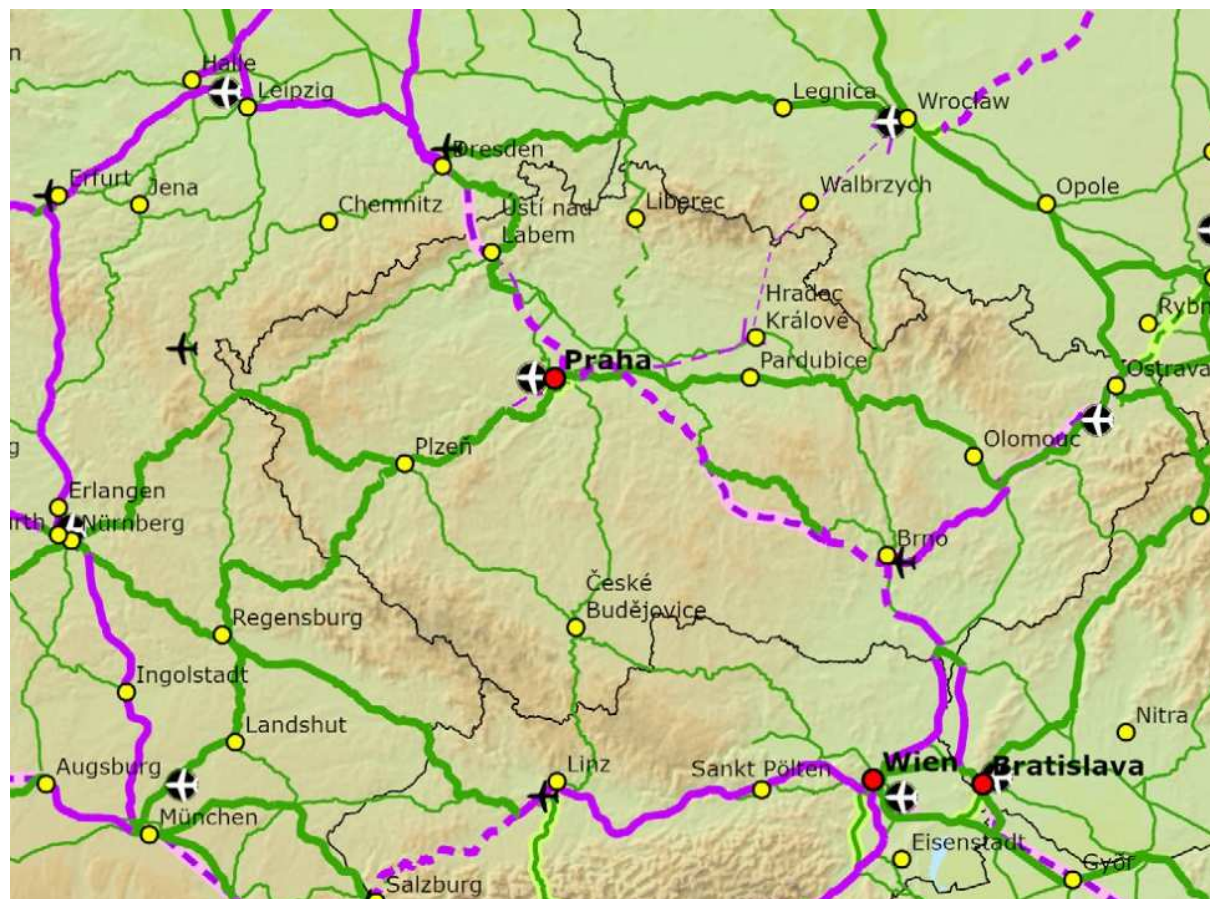 Halle
Leipzig
Legnica
Wrocław
Dresden
Erfurt
Jena
Chemnitz
Ústí nad
Labem
Liberec
Walbrzych
Opole
Hradec
Králové
Rybn
Praha
Pardubice
Ostrava
Plzeň
Olomouc
g
Erlangen
urth
Nürnberg
Brno
České
Budějovice
Regensburg
Ingolstadt
Landshut
Nitra
Augsburg
Linz
Sankt Pölten
Wien
Bratislava
München
Eisenstadt
Győr
Salzburg
n